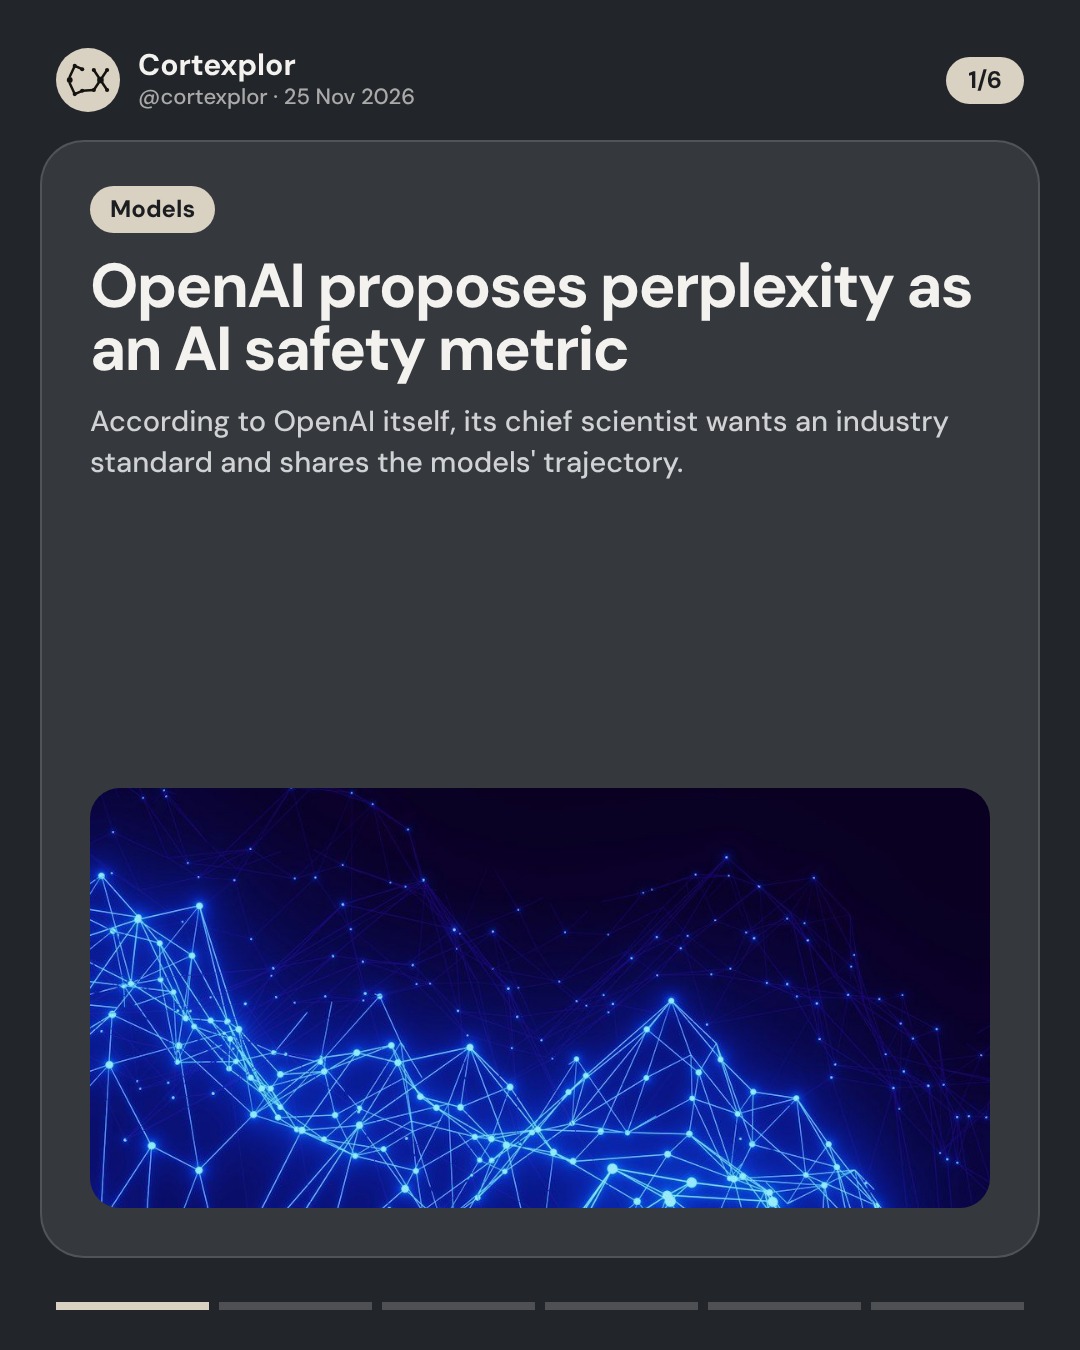 Cortexplor
@cortexplor · 25 Nov 2026
1/6
Models
OpenAI proposes perplexity as
an AI safety metric
According to OpenAI itself, its chief scientist wants an industry
standard and shares the models' trajectory.